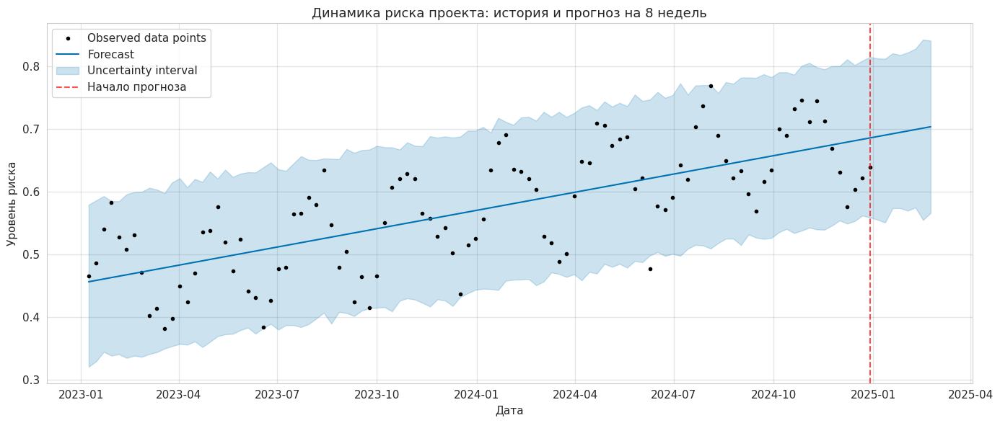 Динамика риска проекта: история и прогноз на 8 недель
Observed data points
Forecast
Uncertainty interval
Начало прогноза
Уровень риска
0.8
0.7
0.6
0.5
0.4
0.3
2023-01 2023-04 2023-07 2023-10 2024-01 2024-04 2024-07 2024-10 2025-01 2025-04
Дата